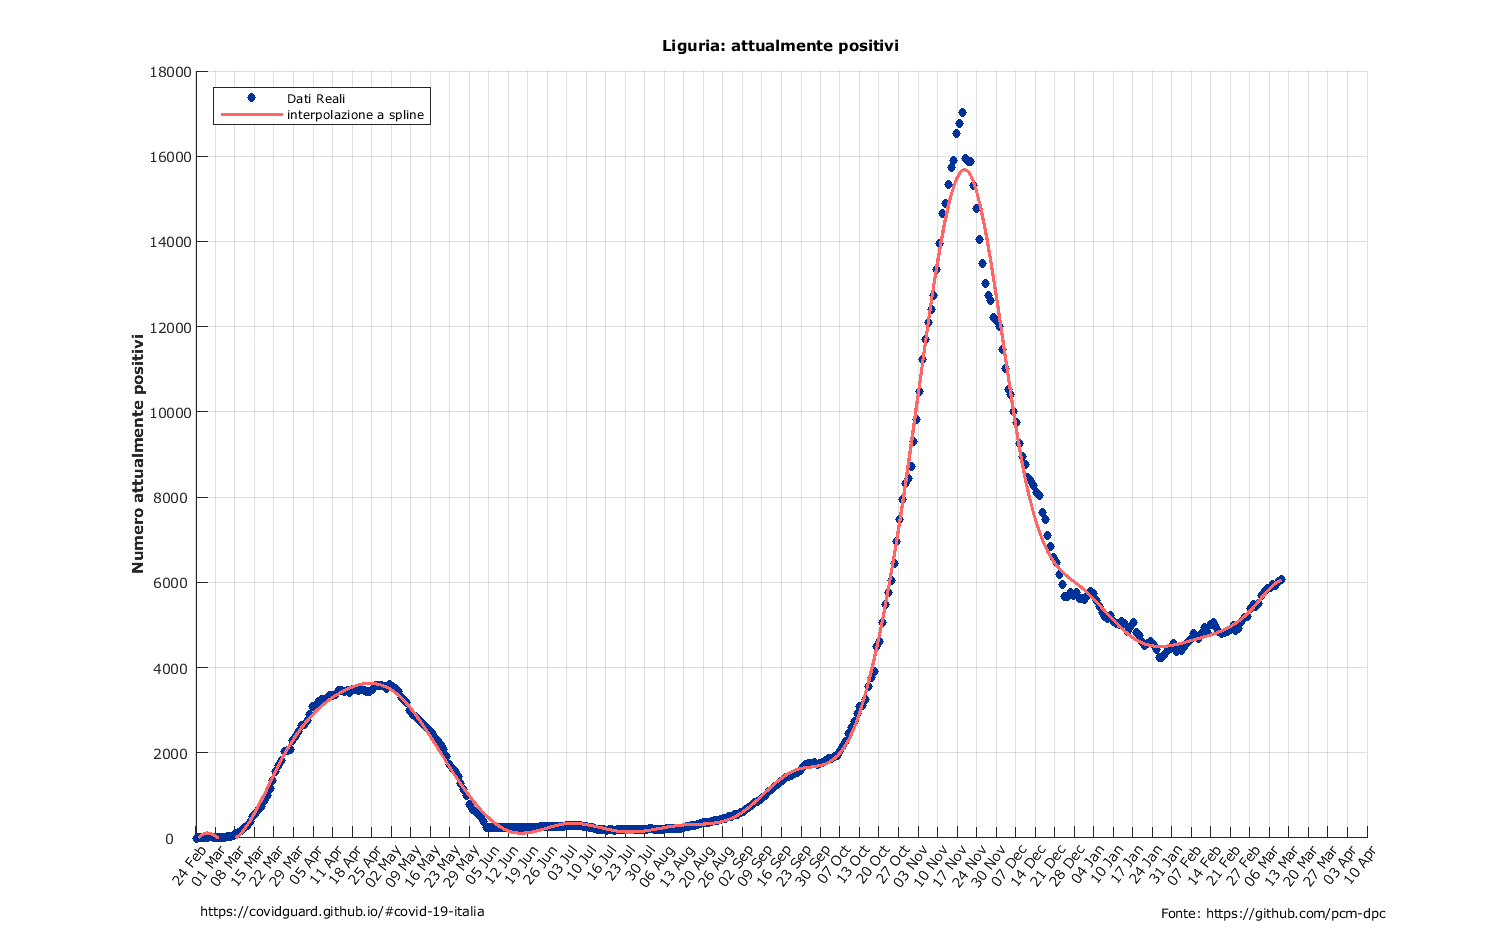 Liguria: attualmente positivi
Dati Reali
interpolazione a spline
Numero attualmente positivi
18000
16000
14000
12000
10000
8000
6000
4000
2000
0
24 Feb
01 Mar
08 Mar
15 Mar
22 Mar
29 Mar
05 Apr
11 Apr
18 Apr
25 Apr
02 May
09 May
16 May
23 May
29 May
05 Jun
12 Jun
19 Jun
26 Jun
03 Jul
10 Jul
16 Jul
23 Jul
30 Jul
06 Aug
13 Aug
20 Aug
26 Aug
02 Sep
09 Sep
16 Sep
23 Sep
30 Sep
07 Oct
13 Oct
20 Oct
27 Oct
03 Nov
10 Nov
17 Nov
24 Nov
30 Nov
07 Dec
14 Dec
21 Dec
28 Dec
04 Jan
10 Jan
17 Jan
24 Jan
31 Jan
07 Feb
14 Feb
21 Feb
27 Feb
06 Mar
13 Mar
20 Mar
27 Mar
03 Apr
10 Apr
https://covidguard.github.io/#covid-19-italia
Fonte: https://github.com/pcm-dpc